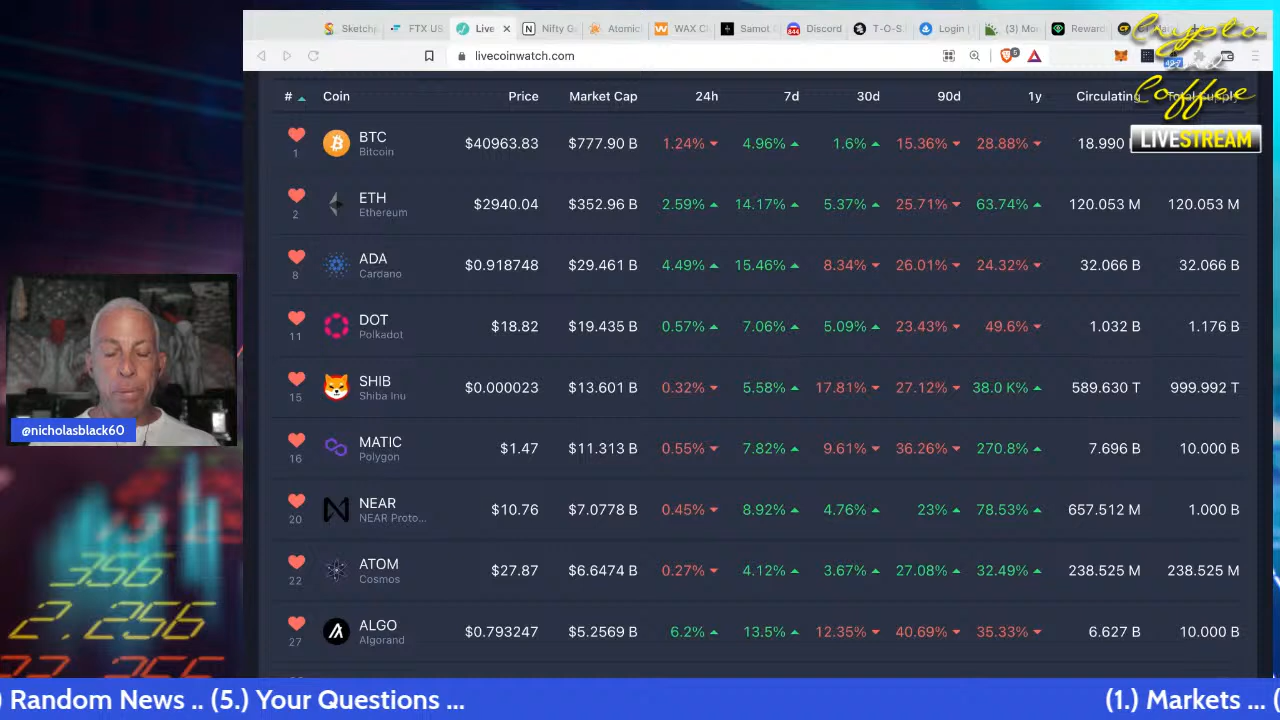 Sketch FTX US Live Nifty G Atomic WAX Cl Samot Discord T-O-S Login | (3) Mo Reward
livecoinwatch.com
Crypto
and
Coffee
LIVESTREAM
# Coin Price Market Cap 24h 7d 30d 90d 1y Circulating
BTC $40963.83 $777.90 B 1.24% 4.96% 1.6% 15.36% 28.88% 18.990
1 Bitcoin
ETH $2940.04 $352.96 B 2.59% 14.17% 5.37% 25.71% 63.74% 120.053 M 120.053 M
2 Ethereum
ADA $0.918748 $29.461 B 4.49% 15.46% 8.34% 26.01% 24.32% 32.066 B 32.066 B
8 Cardano
DOT $18.82 $19.435 B 0.57% 7.06% 5.09% 23.43% 49.6% 1.032 B 1.176 B
11 Polkadot
SHIB $0.000023 $13.601 B 0.32% 5.58% 17.81% 27.12% 38.0 K% 589.630 T 999.992 T
15 Shiba Inu
MATIC $1.47 $11.313 B 0.55% 7.82% 9.61% 36.26% 270.8% 7.696 B 10.000 B
16 Polygon
NEAR $10.76 $7.0778 B 0.45% 8.92% 4.76% 23% 78.53% 657.512 M 1.000 B
20 NEAR Proto...
ATOM $27.87 $6.6474 B 0.27% 4.12% 3.67% 27.08% 32.49% 238.525 M 238.525 M
22 Cosmos
ALGO $0.793247 $5.2569 B 6.2% 13.5% 12.35% 40.69% 35.33% 6.627 B 10.000 B
27 Algorand
@nicholasblack60
356
2.256
) Random News .. (5.) Your Questions ... (1.) Markets ... (